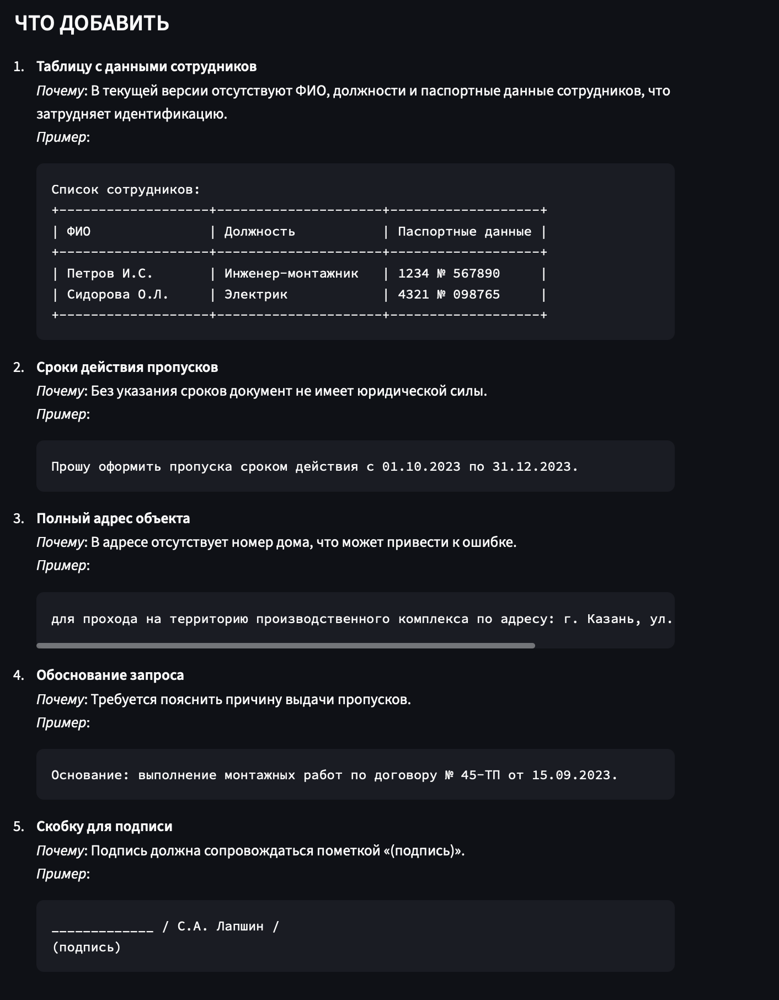 ЧТО ДОБАВИТЬ
1. Таблицу с данными сотрудников
Почему: В текущей версии отсутствуют ФИО, должности и паспортные данные сотрудников, что
затрудняет идентификацию.
Пример:
Список сотрудников:
+-------------------+---------------------+------------------+
| ФИО               | Должность           | Паспортные данные |
+-------------------+---------------------+------------------+
| Петров И.С.       | Инженер-монтажник   | 1234 № 567890     |
| Сидорова О.Л.     | Электрик            | 4321 № 098765     |
+-------------------+---------------------+------------------+
2. Сроки действия пропусков
Почему: Без указания сроков документ не имеет юридической силы.
Пример:
Прошу оформить пропуска сроком действия с 01.10.2023 по 31.12.2023.
3. Полный адрес объекта
Почему: В адресе отсутствует номер дома, что может привести к ошибке.
Пример:
для прохода на территорию производственного комплекса по адресу: г. Казань, ул.
4. Обоснование запроса
Почему: Требуется пояснить причину выдачи пропусков.
Пример:
Основание: выполнение монтажных работ по договору № 45-ТП от 15.09.2023.
5. Скобку для подписи
Почему: Подпись должна сопровождаться пометкой «(подпись)».
Пример:
_____________ / С.А. Лапшин /
(подпись)